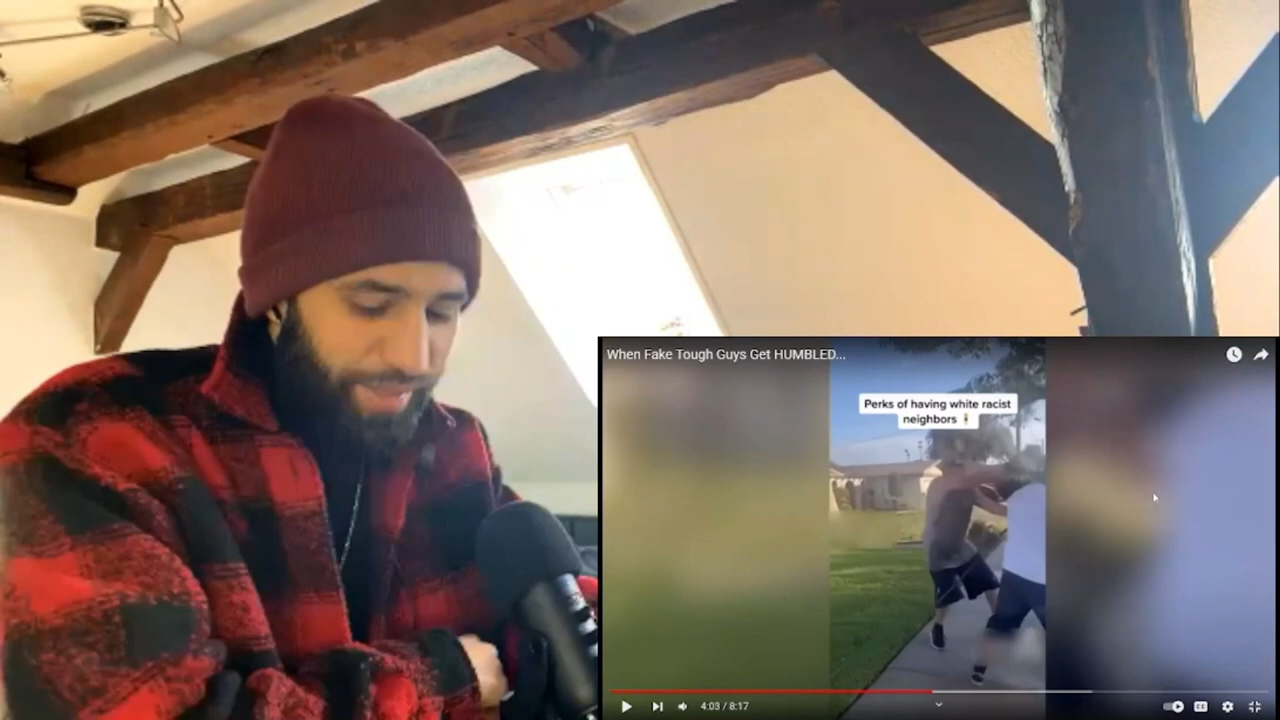 When Fake Tough Guys Get HUMBLED...
Perks of having white racist
neighbors
4:03 / 8:17